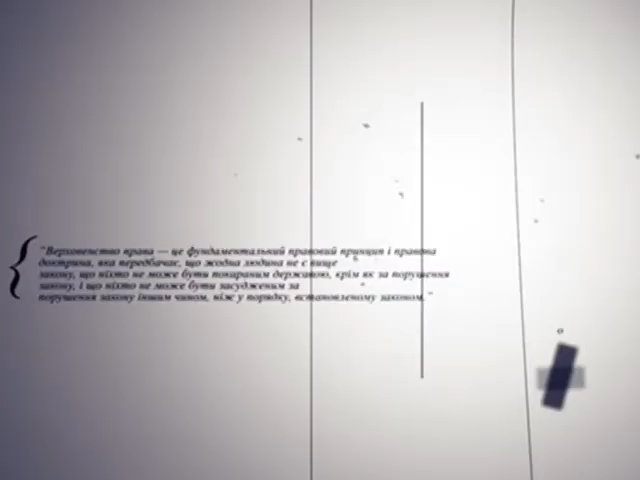 "Верховенство права — це фундаментальний правовий принцип і правова
доктрина, яка передбачає, що жодна людина не є вище
закону, що ніхто не може бути покараним державою, крім як за порушення
закону, і що ніхто не може бути засудженим за
порушення закону іншим чином, ніж у порядку, встановленому законом."